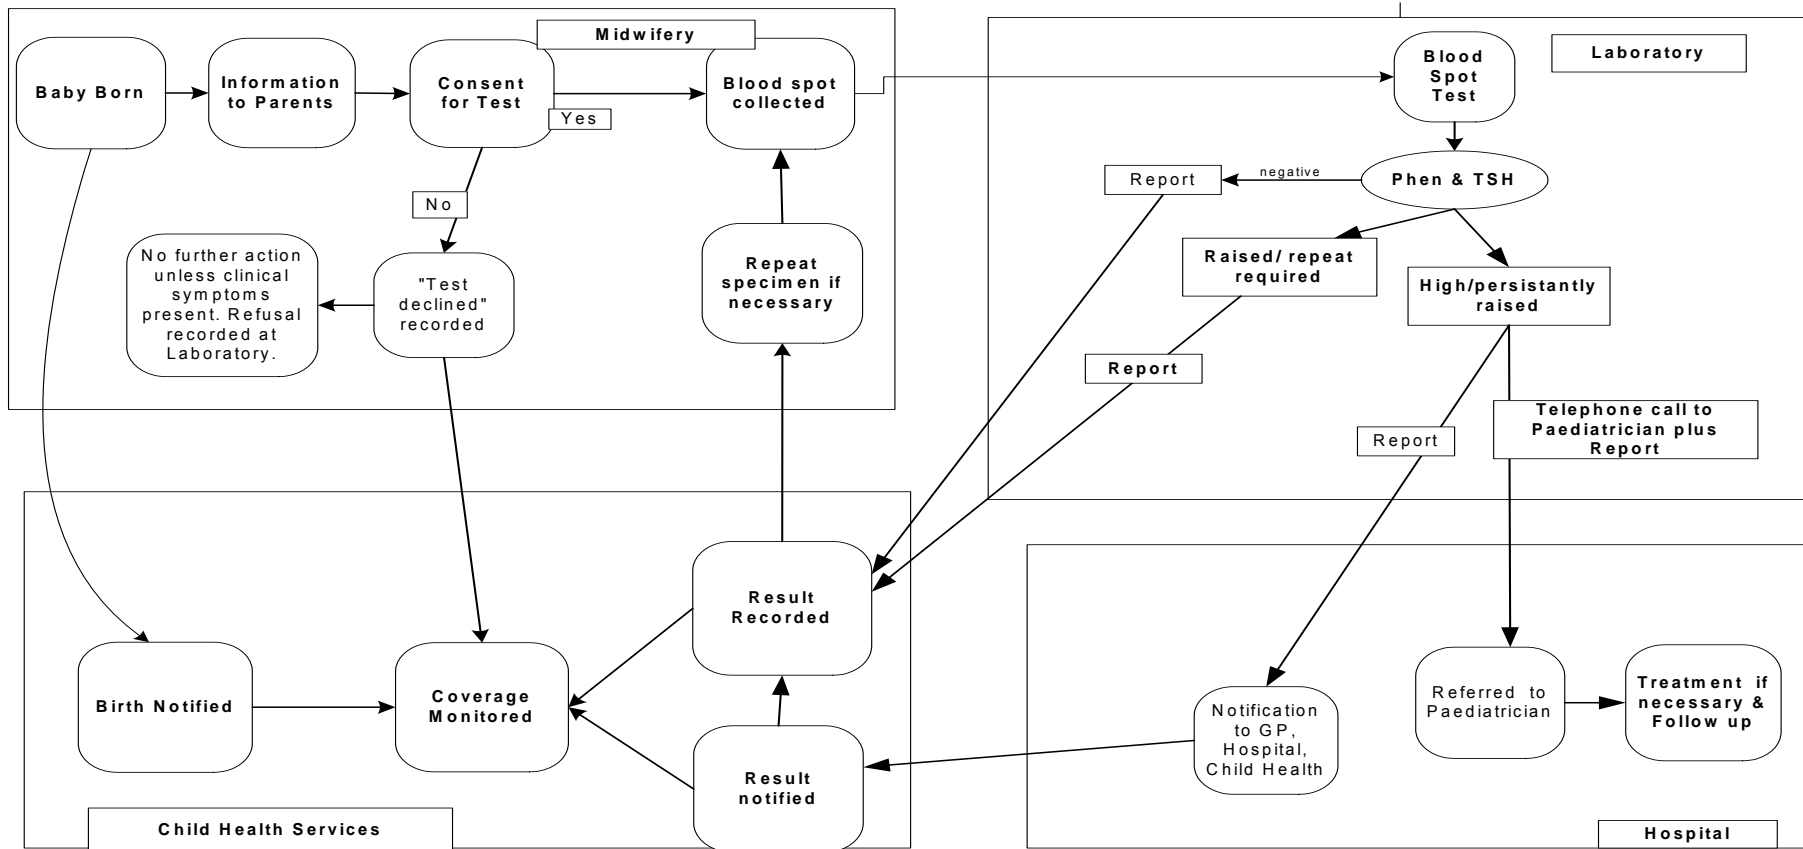 Midwifery
Baby Born
Information
to Parents
Consent
for Test
Yes
Blood spot
collected
No
No further action
unless clinical
symptoms
present. Refusal
recorded at
Laboratory.
"Test
declined"
recorded
Repeat
specimen if
necessary
Laboratory
Blood
Spot
Test
Phen & TSH
negative
Report
Raised/ repeat
required
High/persistantly
raised
Report
Report
Telephone call to
Paediatrician plus
Report
Birth Notified
Coverage
Monitored
Result
Recorded
Result
notified
Child Health Services
Notification
to GP,
Hospital,
Child Health
Referred to
Paediatrician
Treatment if
necessary &
Follow up
Hospital